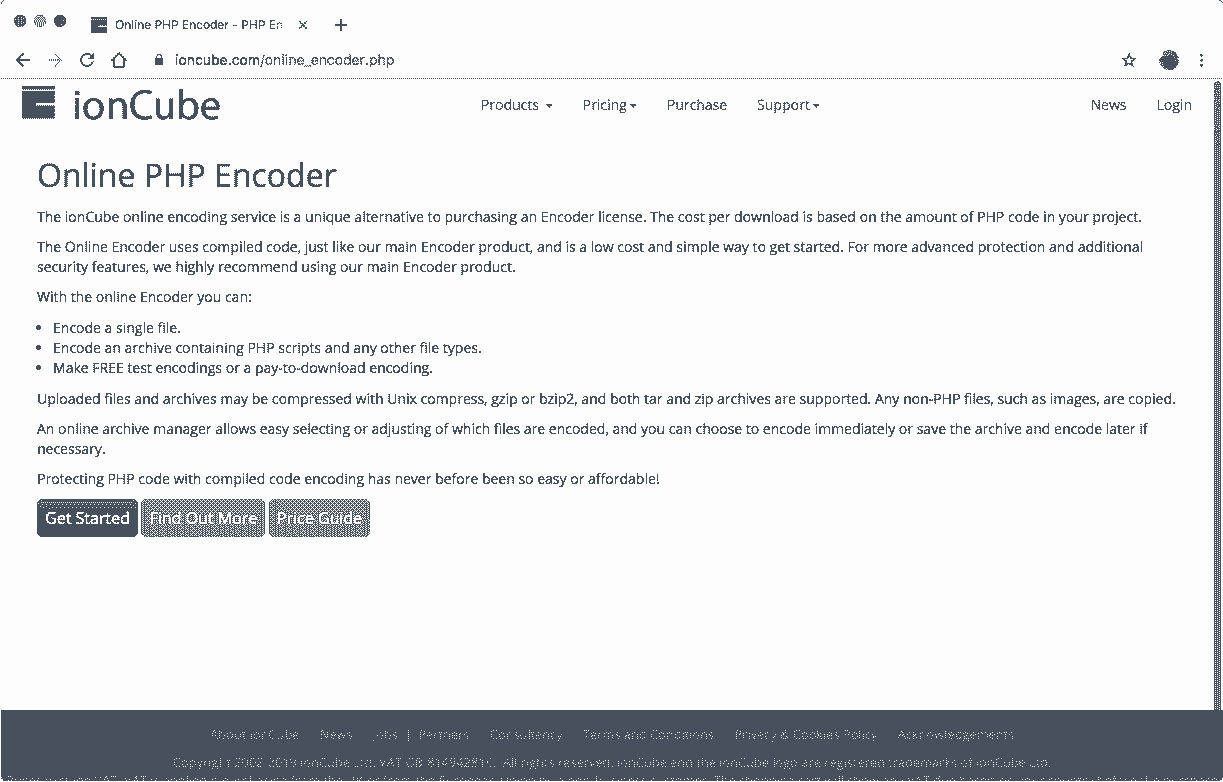 Online PHP Encoder - PHP En
ioncube.com/online_encoder.php
ionCube
Products Pricing Purchase Support News Login
Online PHP Encoder
The ionCube online encoding service is a unique alternative to purchasing an Encoder license. The cost per download is based on the amount of PHP code in your project.
The Online Encoder uses compiled code, just like our main Encoder product, and is a low cost and simple way to get started. For more advanced protection and additional
security features, we highly recommend using our main Encoder product.
With the online Encoder you can:
• Encode a single file.
• Encode an archive containing PHP scripts and any other file types.
• Make FREE test encodings or a pay-to-download encoding.
Uploaded files and archives may be compressed with Unix compress, gzip or bzip2, and both tar and zip archives are supported. Any non-PHP files, such as images, are copied.
An online archive manager allows easy selecting or adjusting of which files are encoded, and you can choose to encode immediately or save the archive and encode later if
necessary.
Protecting PHP code with compiled code encoding has never before been so easy or affordable!
Get Started Find Out More Price Guide
About ionCube News Jobs | Partners Consultancy Terms and Conditions Privacy & Cookies Policy Acknowledgements
Copyright 2002-2019 ionCube Ltd. VAT GB All rights reserved. ionCube and the ionCube logo are registered trademarks of ionCube Ltd.